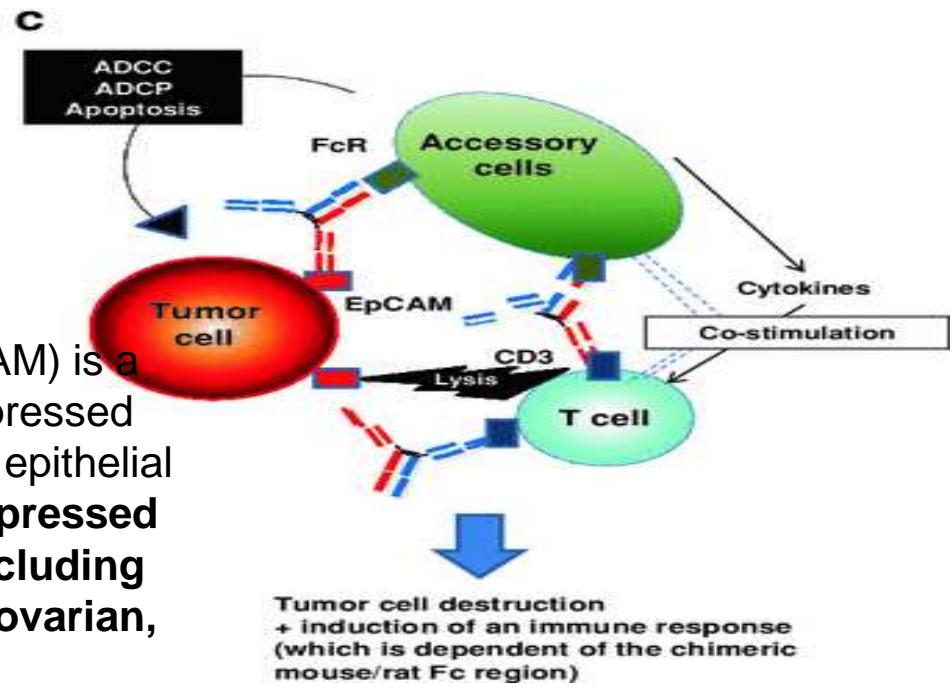 c
ADCC
ADCP
Apoptosis
FcR
Accessory
cells
EpCAM
Tumor
cell
Cytokines
Co-stimulation
CD3
Lysis
T cell
AM) is a
pressed
epithelial
pressed
cluding
ovarian,
Tumor cell destruction
+ induction of an immune response
(which is dependent of the chimeric
mouse/rat Fc region)